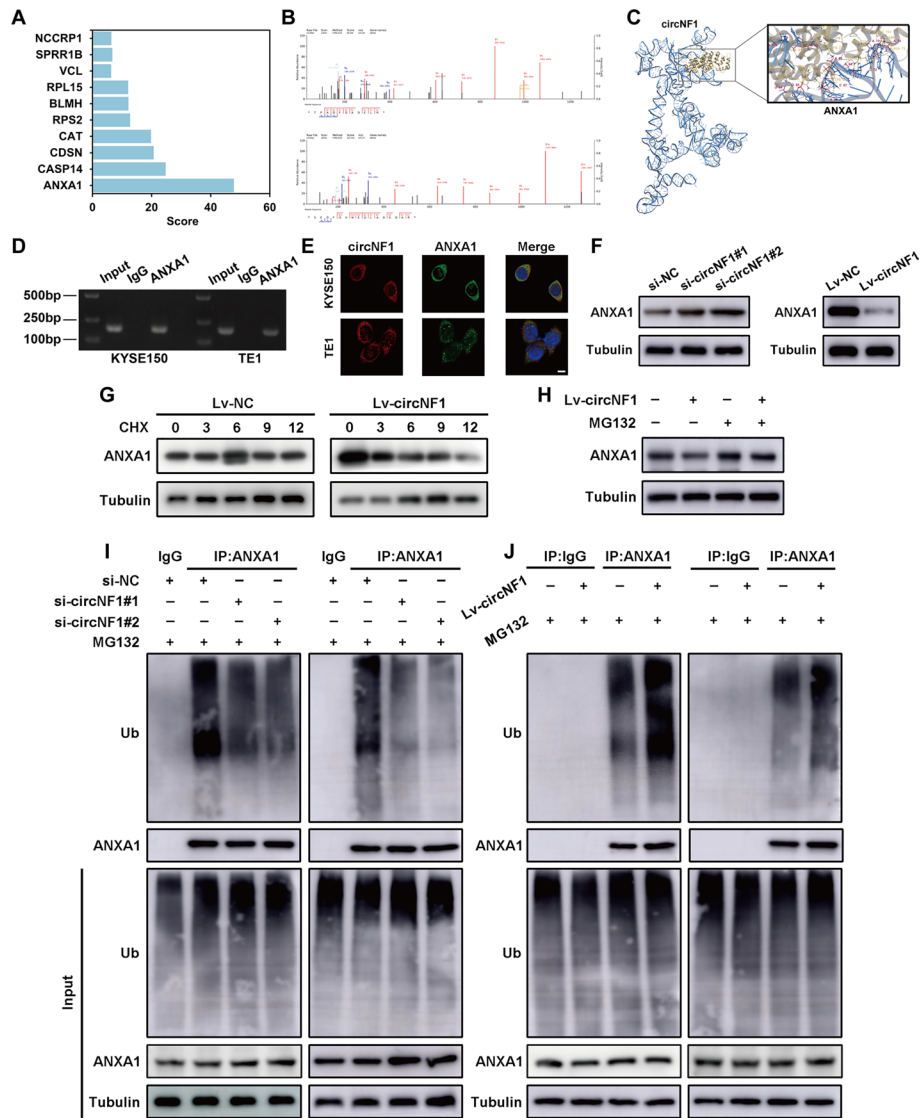 A
NCCRP1
SPRR1B
VCL
RPL15
BLMH
RPS2
CAT
CDSN
CASP14
ANXA1
0 20 40 60
Score
B
C
circNF1
ANXA1
D
Input IgG ANXA1 Input IgG ANXA1
500bp
250bp
100bp
KYSE150 TE1
E
circNF1 ANXA1 Merge
KYSE150
TE1
F
si-NC si-circNF1#1 si-circNF1#2 Lv-NC Lv-circNF1
ANXA1 ANXA1
Tubulin Tubulin
G
Lv-NC Lv-circNF1
CHX 0 3 6 9 12 0 3 6 9 12
ANXA1
Tubulin
H
Lv-circNF1 – + – +
MG132 – – + +
ANXA1
Tubulin
I
IgG IP:ANXA1 IgG IP:ANXA1
si-NC + + – – + + – –
si-circNF1#1 – – + – – – + –
si-circNF1#2 – – – + – – – +
MG132 + + + + + + + +
Ub
ANXA1
Input
Ub
ANXA1
Tubulin
J
IP:IgG IP:ANXA1 IP:IgG IP:ANXA1
Lv-circNF1 – + – + – + – +
MG132 + + + + + + + +